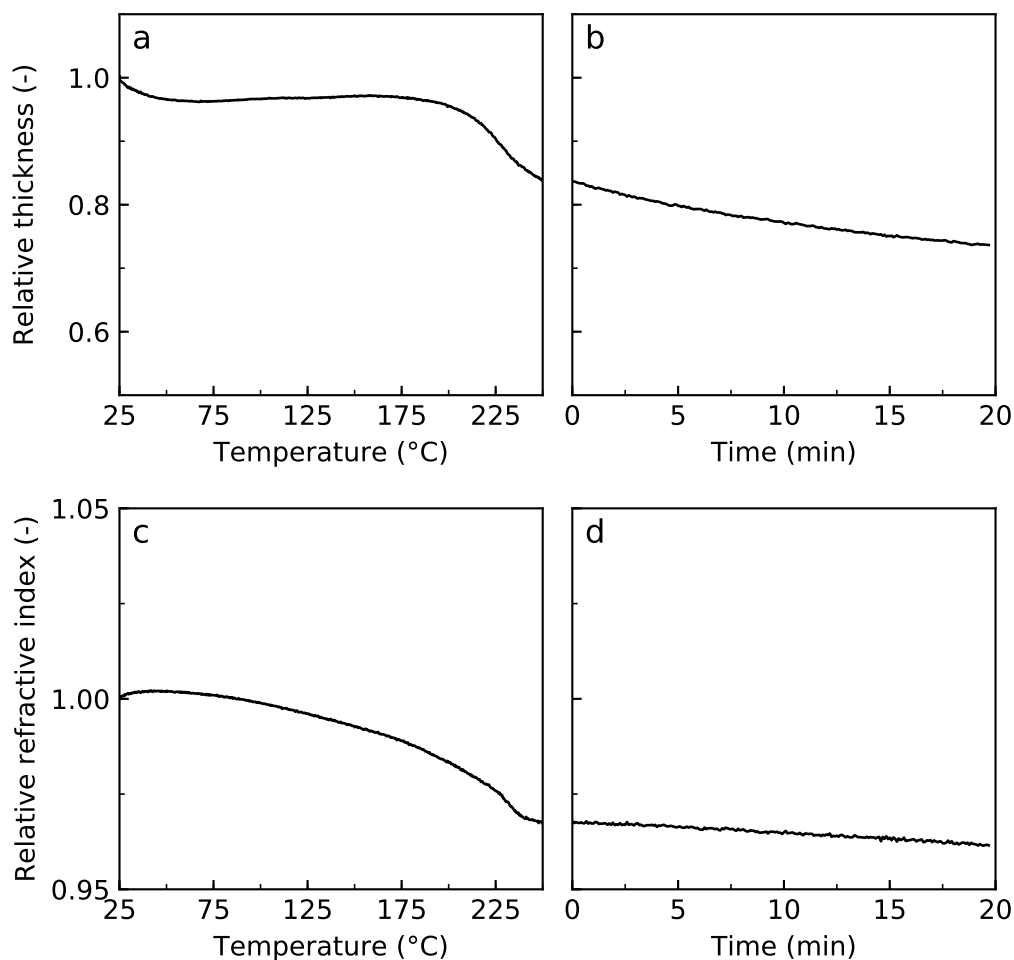 a
b
Relative thickness (-)
1.0
0.8
0.6
25 75 125 175 225
0 5 10 15 20
Temperature (°C)
Time (min)
c
d
Relative refractive index (-)
1.05
1.00
0.95
25 75 125 175 225
0 5 10 15 20
Temperature (°C)
Time (min)